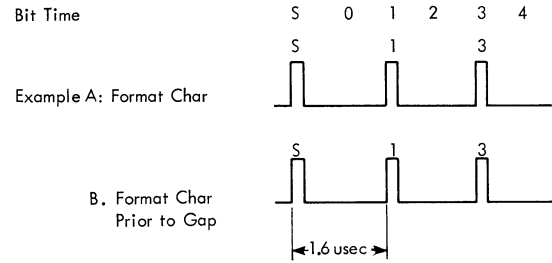 Bit Time S 0 1 2 3 4
S 1 3
Example A: Format Char
S 1 3
B. Format Char
Prior to Gap
1.6 usec